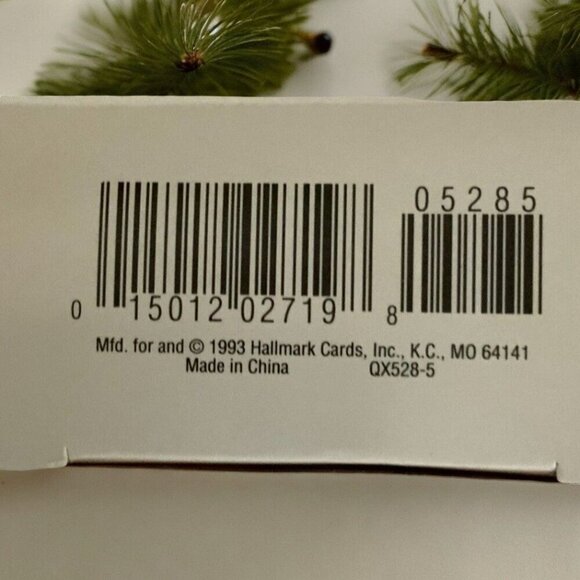 05285
0 15012 02719 8
Mfd. for and © 1993 Hallmark Cards, Inc., K.C., MO 64141
Made in China QX528-5